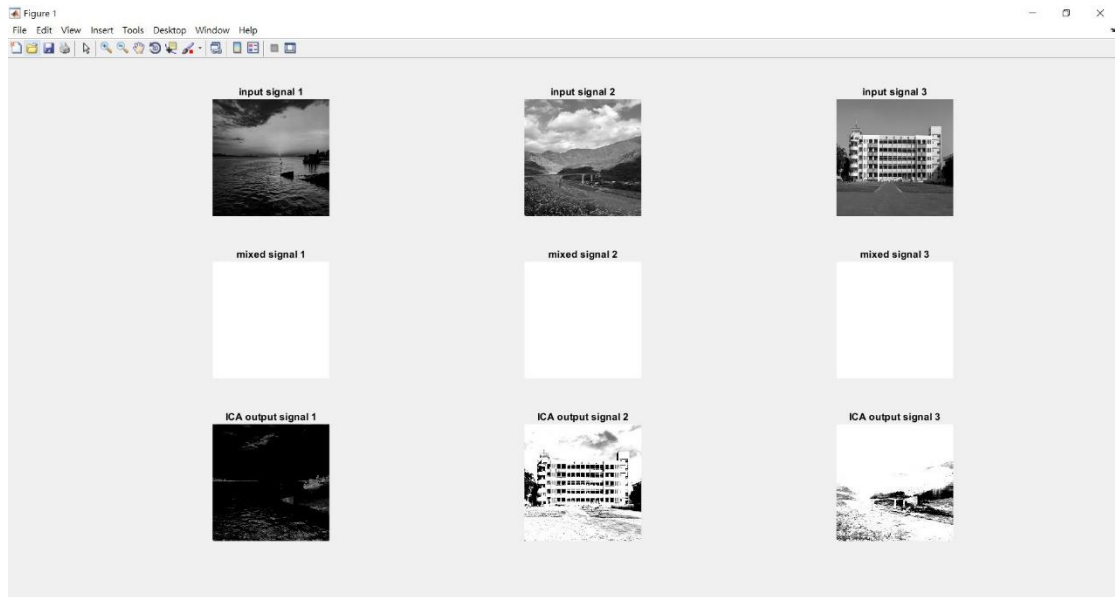 Figure 1
File Edit View Insert Tools Desktop Window Help
input signal 1 input signal 2 input signal 3
mixed signal 1 mixed signal 2 mixed signal 3
ICA output signal 1 ICA output signal 2 ICA output signal 3